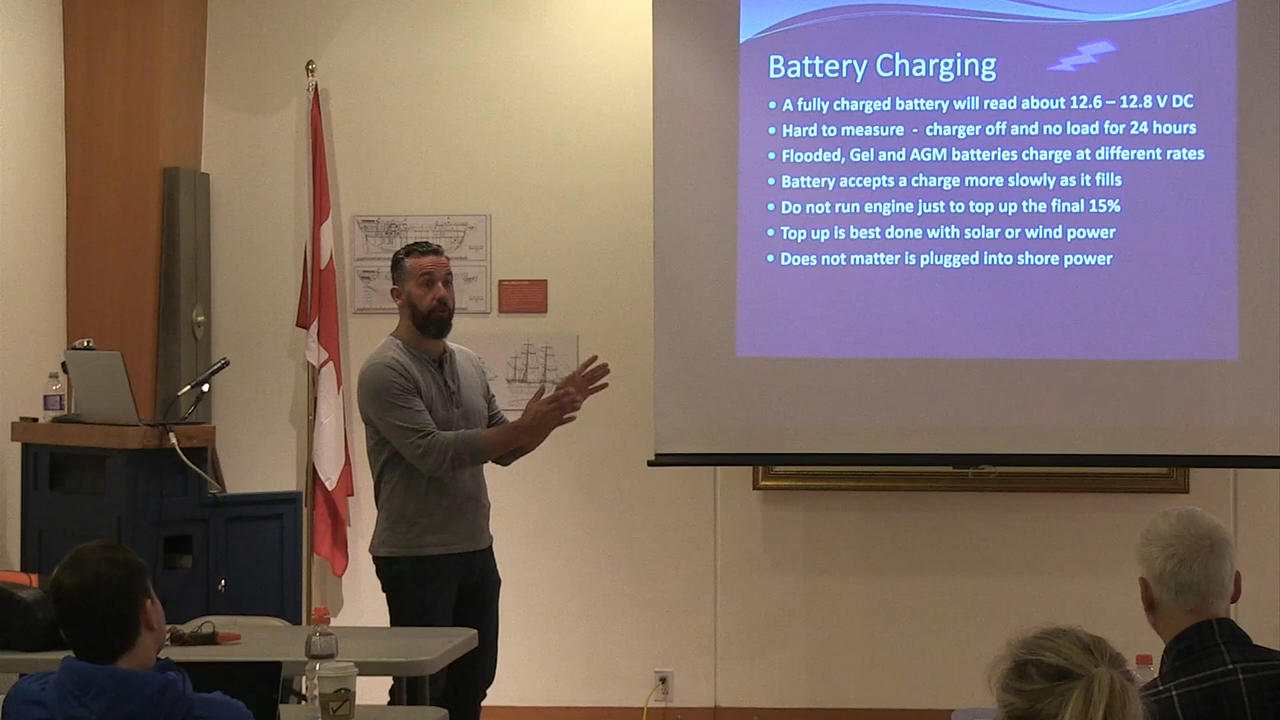 Battery Charging
• A fully charged battery will read about 12.6 – 12.8 V DC
• Hard to measure - charger off and no load for 24 hours
• Flooded, Gel and AGM batteries charge at different rates
• Battery accepts a charge more slowly as it fills
• Do not run engine just to top up the final 15%
• Top up is best done with solar or wind power
• Does not matter is plugged into shore power